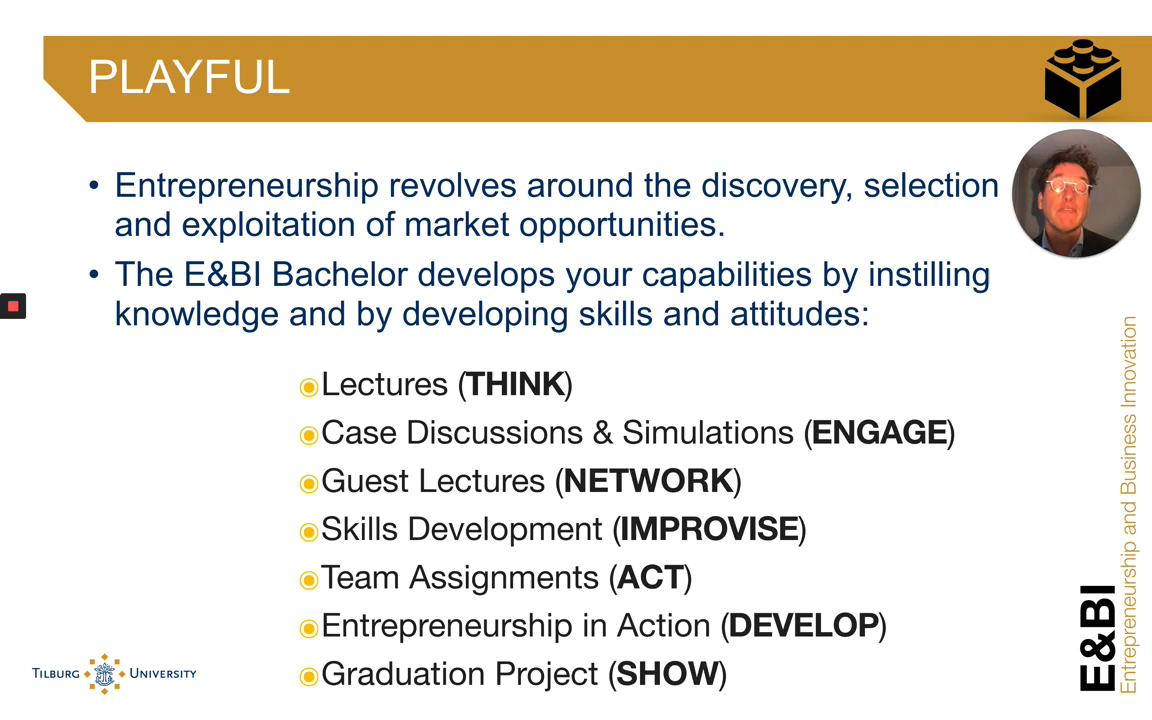 PLAYFUL
• Entrepreneurship revolves around the discovery, selection
and exploitation of market opportunities.
• The E&BI Bachelor develops your capabilities by instilling
knowledge and by developing skills and attitudes:
Lectures (THINK)
Case Discussions & Simulations (ENGAGE)
Guest Lectures (NETWORK)
Skills Development (IMPROVISE)
Team Assignments (ACT)
Entrepreneurship in Action (DEVELOP)
Graduation Project (SHOW)
TILBURG UNIVERSITY
E&BI
Entrepreneurship and Business Innovation